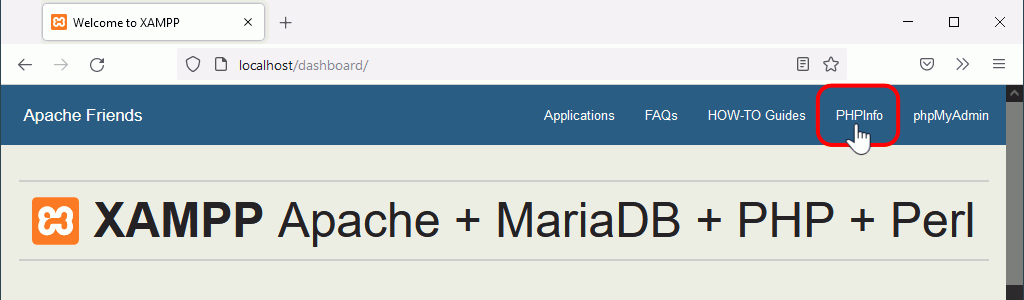 Welcome to XAMPP
localhost/dashboard/
Apache Friends Applications FAQs HOW-TO Guides PHPInfo phpMyAdmin
XAMPP Apache + MariaDB + PHP + Perl